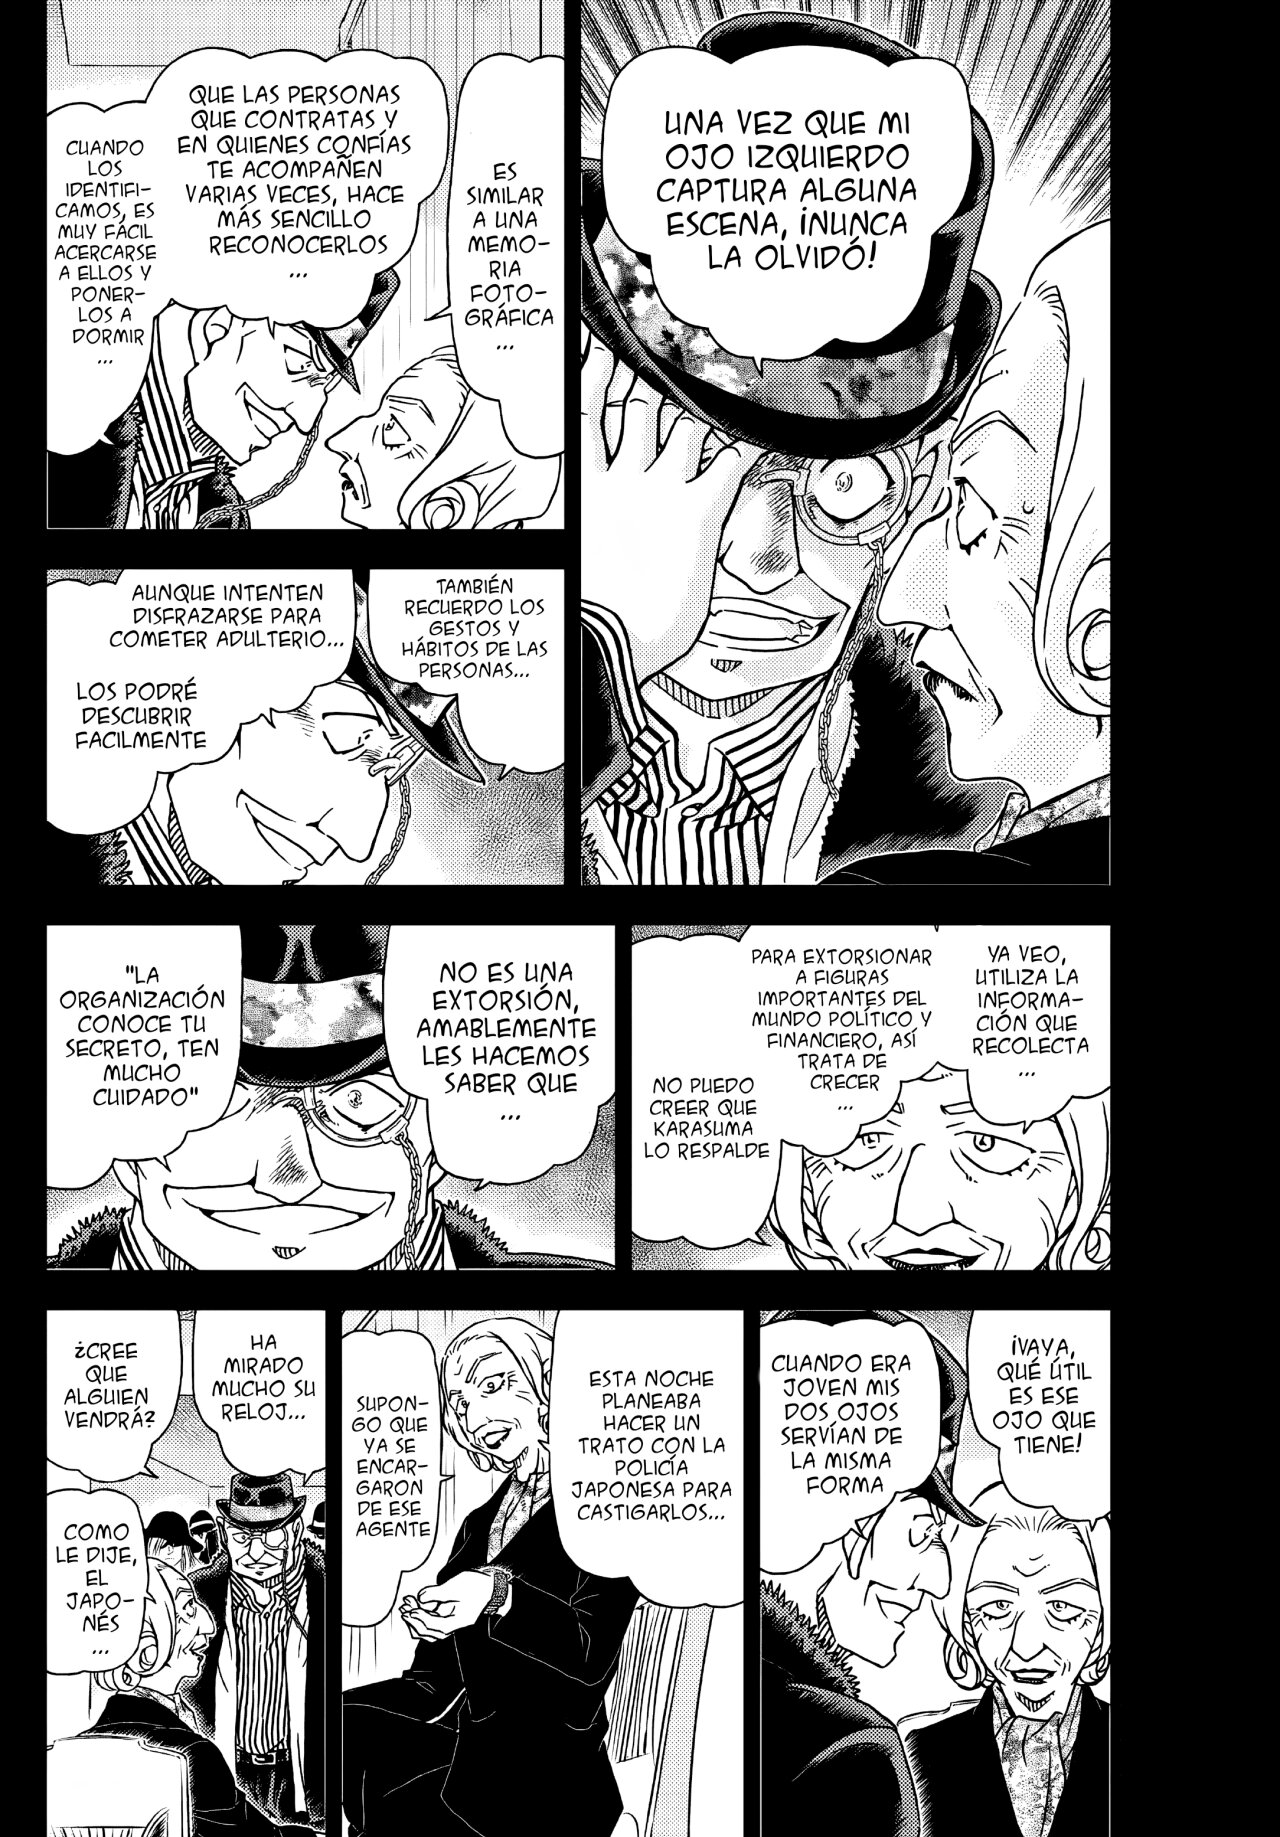 UNA VEZ QUE MI
OJO IZQUIERDO
CAPTURA ALGUNA
ESCENA, ¡NUNCA
LA OLVIDÓ!
ES
SIMILAR
A UNA
MEMO-
RIA
FOTO-
GRÁFICA
...
QUE LAS PERSONAS
QUE CONTRATAS Y
EN QUIENES CONFÍAS
TE ACOMPAÑEN
VARIAS VECES, HACE
MÁS SENCILLO
RECONOCERLOS
...
CUANDO
LOS
IDENTIFI-
CAMOS, ES
MUY FÁCIL
ACERCARSE
A ELLOS Y
PONER-
LOS A
DORMIR
...
TAMBIÉN
RECUERDO LOS
GESTOS Y
HÁBITOS DE LAS
PERSONAS...
AUNQUE INTENTEN
DISFRAZARSE PARA
COMETER ADULTERIO...
LOS PODRÉ
DESCUBRIR
FACILMENTE
YA VEO,
UTILIZA LA
INFORMA-
CIÓN QUE
RECOLECTA
...
PARA EXTORSIONAR
A FIGURAS
IMPORTANTES DEL
MUNDO POLÍTICO Y
FINANCIERO, ASÍ
TRATA DE
CRECER
...
NO PUEDO
CREER QUE
KARASUMA
LO RESPALDE
NO ES UNA
EXTORSIÓN,
AMABLEMENTE
LES HACEMOS
SABER QUE
...
"LA
ORGANIZACIÓN
CONOCE TU
SECRETO, TEN
MUCHO
CUIDADO"
¡VAYA,
QUÉ ÚTIL
ES ESE
OJO QUE
TIENE!
CUANDO ERA
JOVEN MIS
DOS OJOS
SERVÍAN DE
LA MISMA
FORMA
ESTA NOCHE
PLANEABA
HACER UN
TRATO CON LA
POLICÍA
JAPONESA PARA
CASTIGARLOS...
SUPON-
GO QUE
YA SE
ENCAR-
GARON
DE ESE
AGENTE
HA
MIRADO
MUCHO SU
RELOJ...
¿CREE
QUE
ALGUIEN
VENDRÁ?
COMO
LE DIJE,
EL
JAPO-
NÉS
...